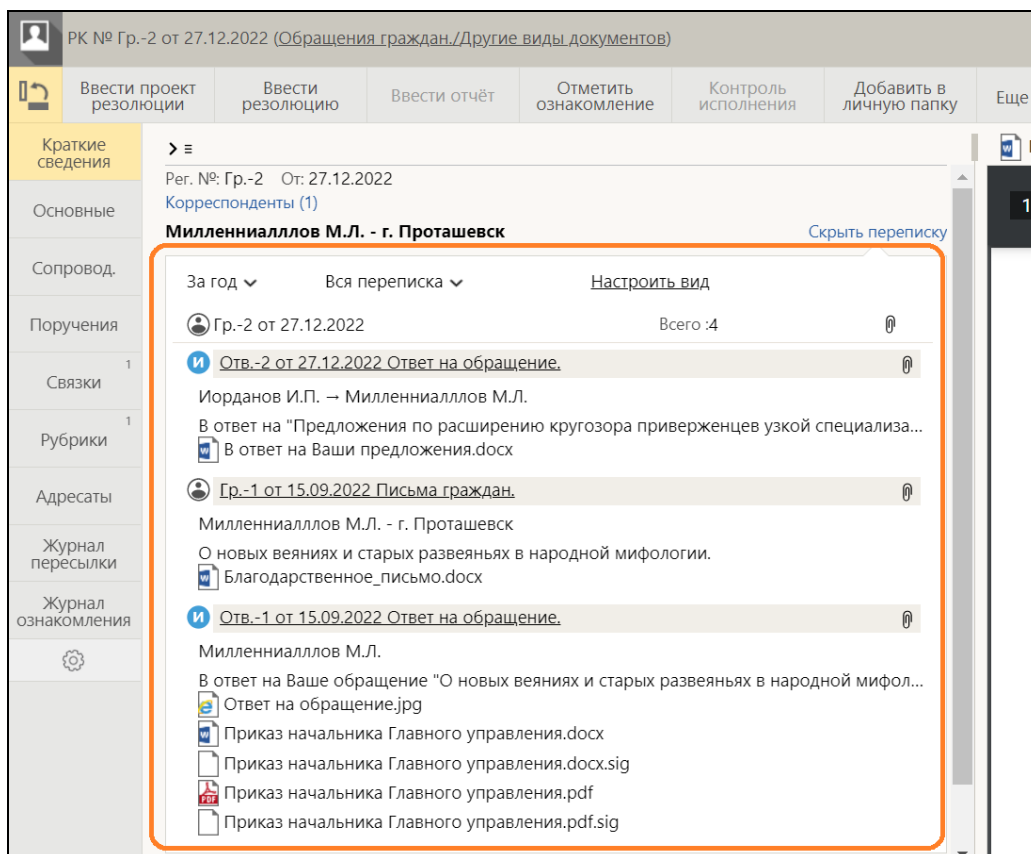 РК № Гр.-2 от 27.12.2022 (Обращения граждан./Другие виды документов)
Ввести проект резолюции
Ввести резолюцию
Ввести отчёт
Отметить ознакомление
Контроль исполнения
Добавить в личную папку
Еще
Краткие сведения
Основные
Сопровод.
Поручения
Связки 1
Рубрики 1
Адресаты
Журнал пересылки
Журнал ознакомления
Рег. №: Гр.-2 От: 27.12.2022
Корреспонденты (1)
Милленниалллов М.Л. - г. Проташевск Скрыть переписку
За год Вся переписка Настроить вид
Гр.-2 от 27.12.2022 Всего :4
И Отв.-2 от 27.12.2022 Ответ на обращение.
Иорданов И.П. → Милленниалллов М.Л.
В ответ на "Предложения по расширению кругозора приверженцев узкой специализа...
В ответ на Ваши предложения.docx
Гр.-1 от 15.09.2022 Письма граждан.
Милленниалллов М.Л. - г. Проташевск
О новых веяниях и старых развеяньях в народной мифологии.
Благодарственное_письмо.docx
И Отв.-1 от 15.09.2022 Ответ на обращение.
Милленниалллов М.Л.
В ответ на Ваше обращение "О новых веяниях и старых развеяньях в народной мифол...
Ответ на обращение.jpg
Приказ начальника Главного управления.docx
Приказ начальника Главного управления.docx.sig
Приказ начальника Главного управления.pdf
Приказ начальника Главного управления.pdf.sig
1